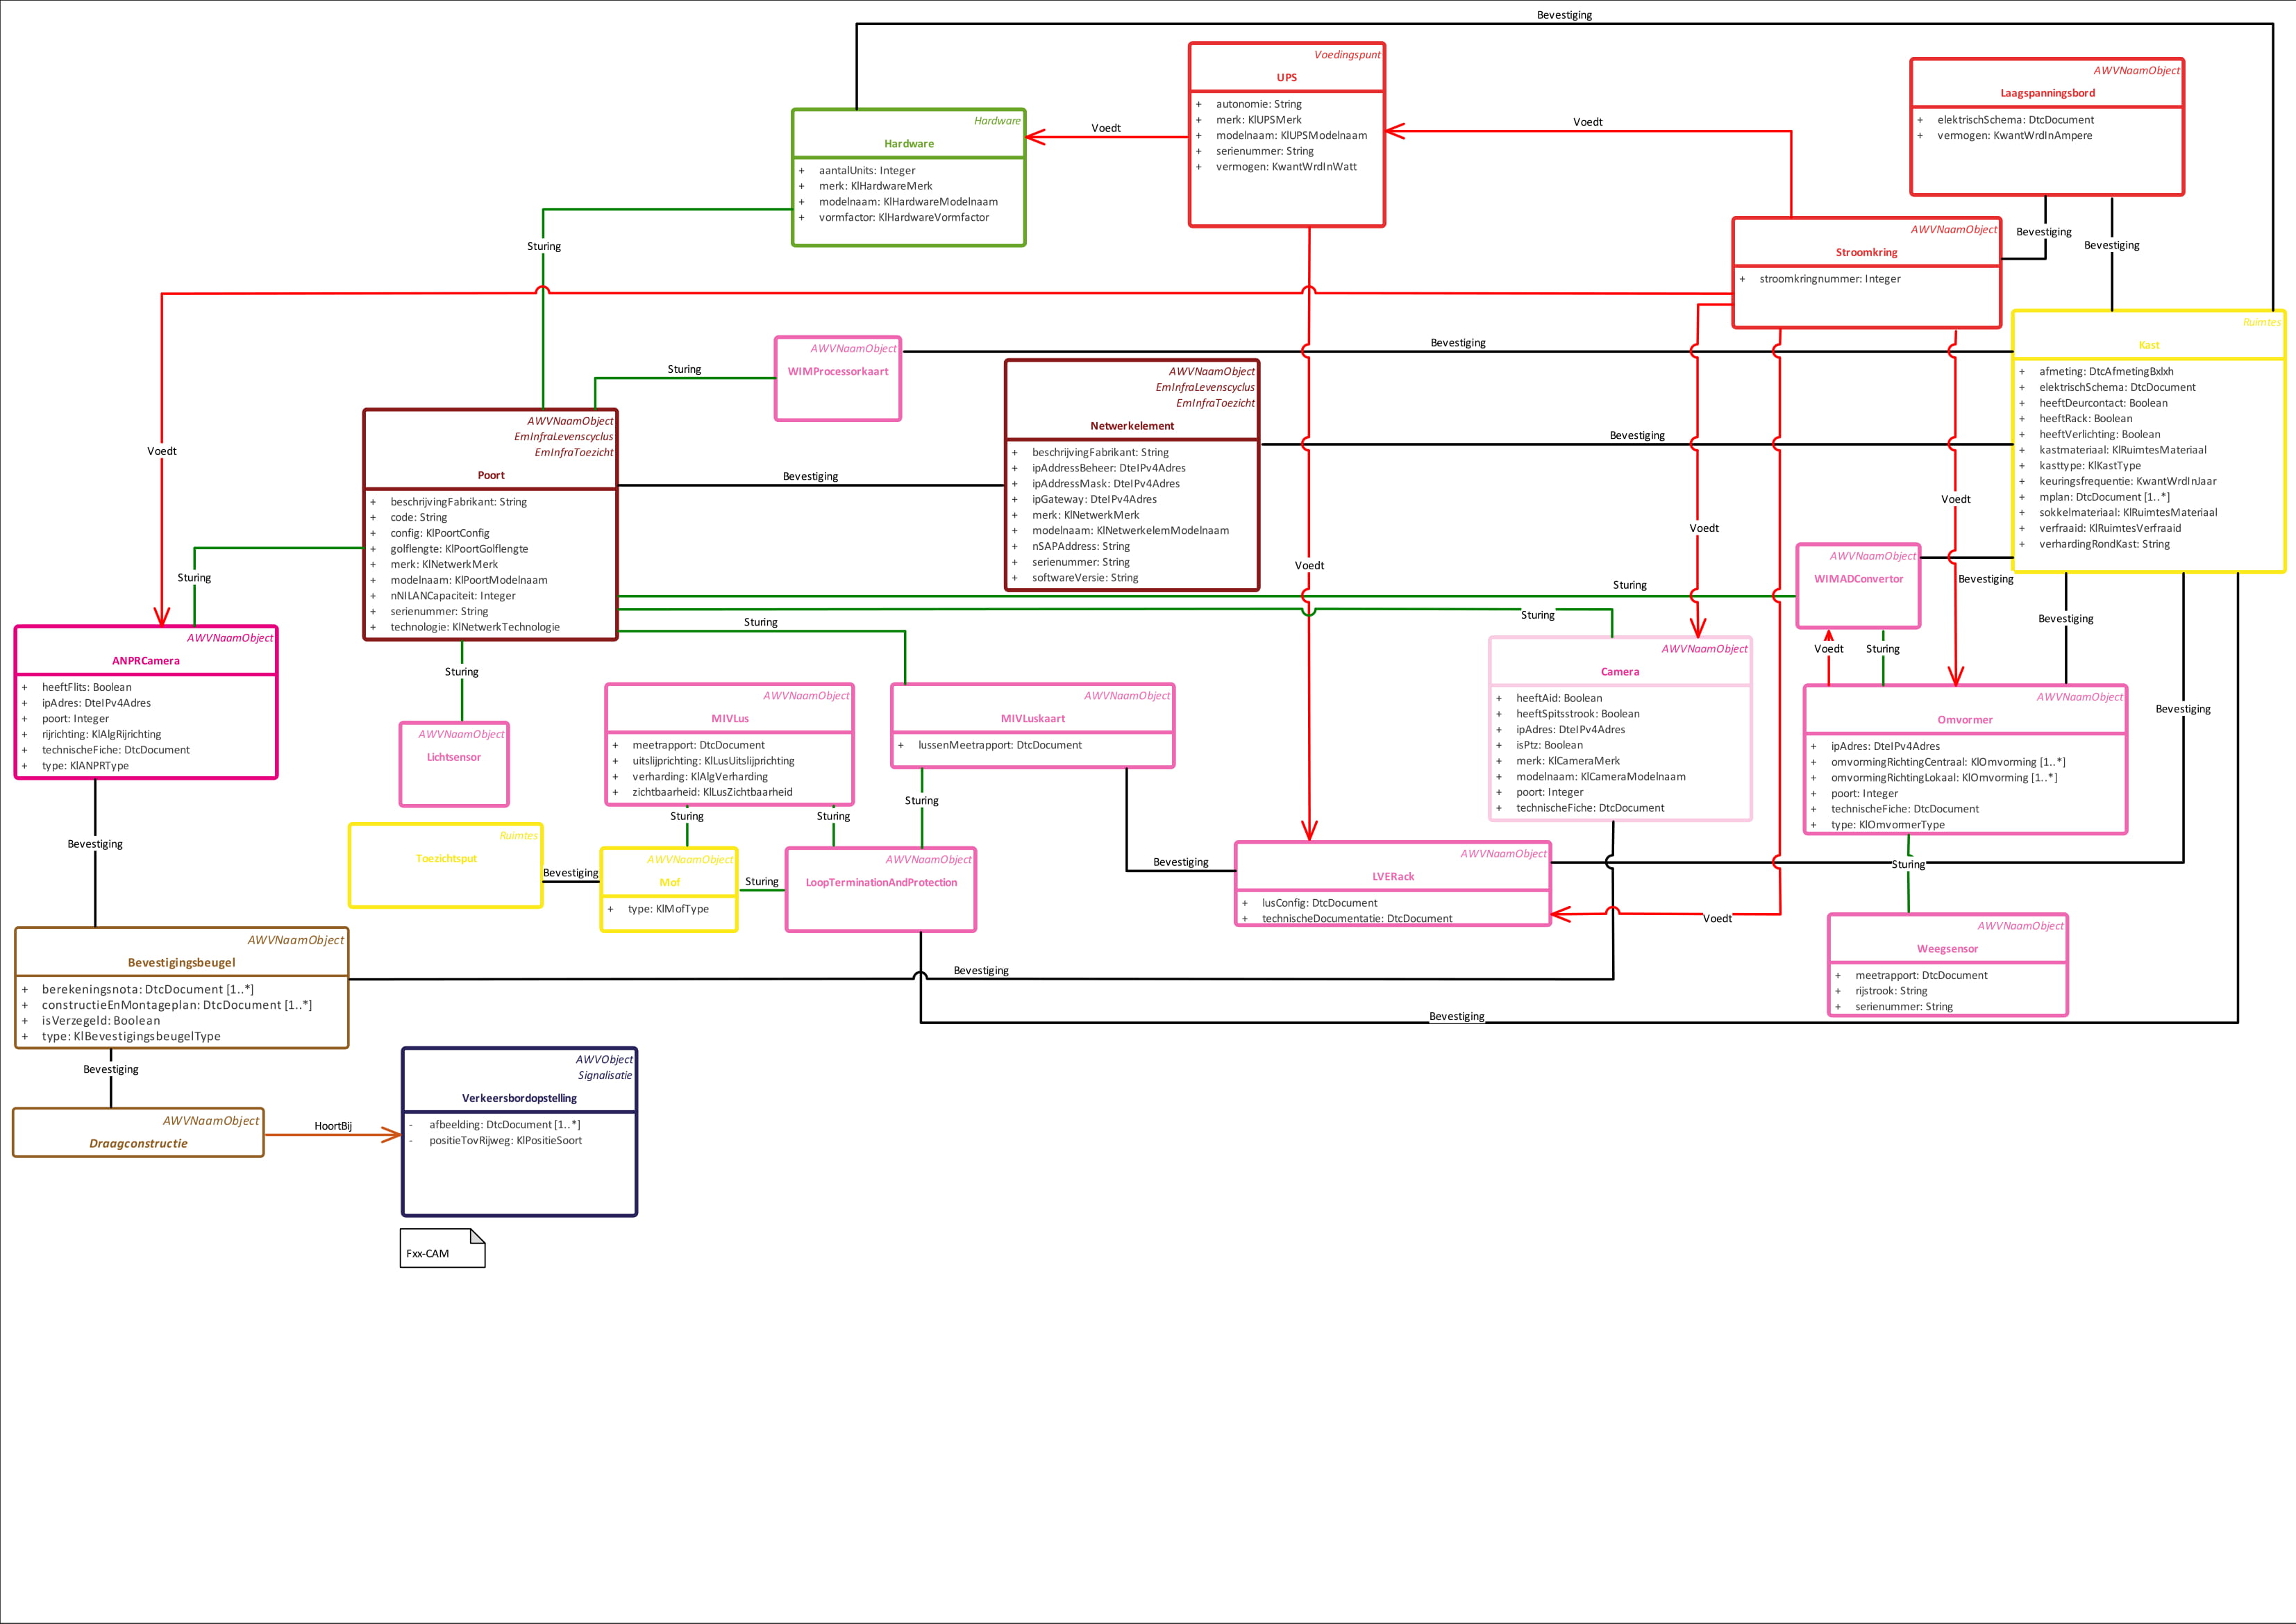 Bevestiging
Voedingspunt
UPS
+ autonomie: String
+ merk: KlUPSMerk
+ modelnaam: KlUPSModelnaam
+ serienummer: String
+ vermogen: KwantWrdInWatt
AWVNaamObject
Laagspanningsbord
+ elektrischSchema: DtcDocument
+ vermogen: KwantWrdInAmpere
Hardware
Hardware
+ aantalUnits: Integer
+ merk: KlHardwareMerk
+ modelnaam: KlHardwareModelnaam
+ vormfactor: KlHardwareVormfactor
Voedt
Voedt
Sturing
AWVNaamObject
Stroomkring
+ stroomkringnummer: Integer
Bevestiging
Bevestiging
Ruimtes
Kast
+ afmeting: DtcAfmetingBxlxh
+ elektrischSchema: DtcDocument
+ heeftDeurcontact: Boolean
+ heeftRack: Boolean
+ heeftVerlichting: Boolean
+ kastmateriaal: KlRuimtesMateriaal
+ kasttype: KlKastType
+ keuringsfrequentie: KwantWrdInJaar
+ mplan: DtcDocument [1..*]
+ sokkelmateriaal: KlRuimtesMateriaal
+ verfraaid: KlRuimtesVerfraaid
+ verhardingRondKast: String
AWVNaamObject
WIMProcessorkaart
Sturing
Bevestiging
AWVNaamObject
EmInfraLevenscyclus
EmInfraToezicht
Netwerkelement
+ beschrijvingFabrikant: String
+ ipAddressBeheer: DteIPv4Adres
+ ipAddressMask: DteIPv4Adres
+ ipGateway: DteIPv4Adres
+ merk: KlNetwerkMerk
+ modelnaam: KlNetwerkelemModelnaam
+ nSAPAddress: String
+ serienummer: String
+ softwareVersie: String
Bevestiging
AWVNaamObject
EmInfraLevenscyclus
EmInfraToezicht
Poort
+ beschrijvingFabrikant: String
+ code: String
+ config: KlPoortConfig
+ golflengte: KlPoortGolflengte
+ merk: KlNetwerkMerk
+ modelnaam: KlPoortModelnaam
+ nNILANCapaciteit: Integer
+ serienummer: String
+ technologie: KlNetwerkTechnologie
Bevestiging
Voedt
Sturing
Voedt
Voedt
Voedt
AWVNaamObject
WIMADConvertor
Bevestiging
Sturing
Sturing
Sturing
Sturing
Bevestiging
Voedt
Sturing
Bevestiging
AWVNaamObject
ANPRCamera
+ heeftFlits: Boolean
+ ipAdres: DteIPv4Adres
+ poort: Integer
+ rijrichting: KlAlgRijrichting
+ technischeFiche: DtcDocument
+ type: KlANPRType
AWVNaamObject
Lichtsensor
AWVNaamObject
MIVLus
+ meetrapport: DtcDocument
+ uitslijprichting: KlLusUitslijprichting
+ verharding: KlAlgVerharding
+ zichtbaarheid: KlLusZichtbaarheid
AWVNaamObject
MIVLuskaart
+ lussenMeetrapport: DtcDocument
AWVNaamObject
Camera
+ heeftAid: Boolean
+ heeftSpitsstrook: Boolean
+ ipAdres: DteIPv4Adres
+ isPtz: Boolean
+ merk: KlCameraMerk
+ modelnaam: KlCameraModelnaam
+ poort: Integer
+ technischeFiche: DtcDocument
AWVNaamObject
Omvormer
+ ipAdres: DteIPv4Adres
+ omvormingRichtingCentraal: KlOmvorming [1..*]
+ omvormingRichtingLokaal: KlOmvorming [1..*]
+ poort: Integer
+ technischeFiche: DtcDocument
+ type: KlOmvormerType
Sturing
Sturing
Sturing
Bevestiging
Ruimtes
Toezichtsput
Bevestiging
AWVNaamObject
Mof
+ type: KlMofType
Sturing
AWVNaamObject
LoopTerminationAndProtection
Bevestiging
AWVNaamObject
LVERack
+ lusConfig: DtcDocument
+ technischeDocumentatie: DtcDocument
Voedt
Sturing
AWVNaamObject
Weegsensor
+ meetrapport: DtcDocument
+ rijstrook: String
+ serienummer: String
AWVNaamObject
Bevestigingsbeugel
+ berekeningsnota: DtcDocument [1..*]
+ constructieEnMontageplan: DtcDocument [1..*]
+ isVerzegeld: Boolean
+ type: KlBevestigingsbeugelType
Bevestiging
Bevestiging
Bevestiging
AWVNaamObject
Draagconstructie
HoortBij
AWVObject
Signalisatie
Verkeersbordopstelling
- afbeelding: DtcDocument [1..*]
- positieTovRijweg: KlPositieSoort
Fxx-CAM